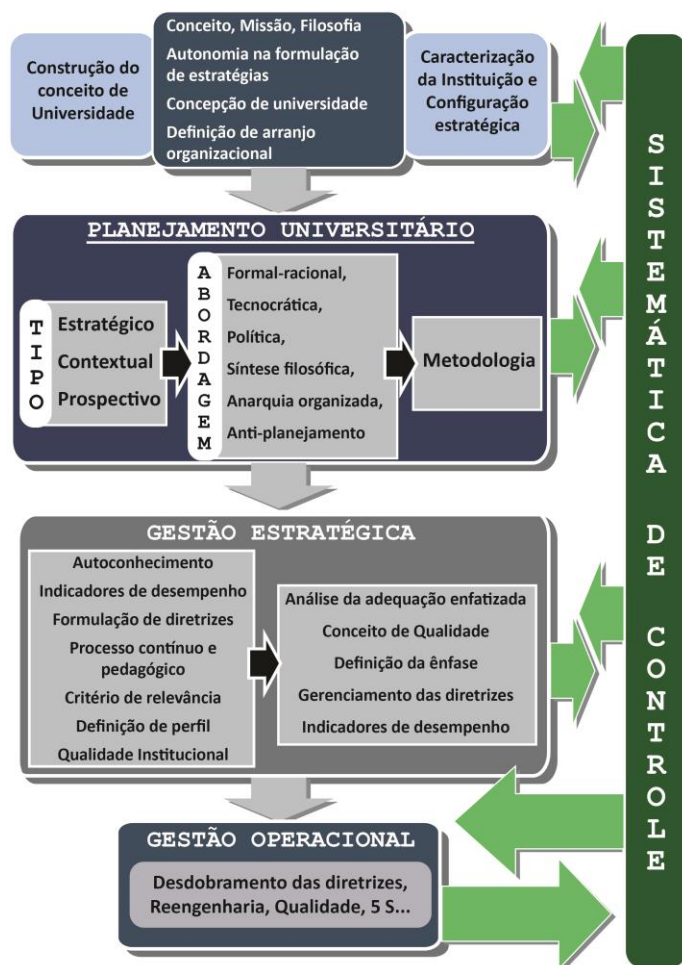 Construção do
conceito de
Universidade
Conceito, Missão, Filosofia
Autonomia na formulação
de estratégias
Concepção de universidade
Definição de arranjo
organizacional
Caracterização
da Instituição e
Configuração
estratégica
PLANEJAMENTO UNIVERSITÁRIO
TIPO
Estratégico
Contextual
Prospectivo
ABORDAGEM
Formal-racional,
Tecnocrática,
Política,
Síntese filosófica,
Anarquia organizada,
Anti-planejamento
Metodologia
GESTÃO ESTRATÉGICA
Autoconhecimento
Indicadores de desempenho
Formulação de diretrizes
Processo contínuo e
pedagógico
Critério de relevância
Definição de perfil
Qualidade Institucional
Análise da adequação enfatizada
Conceito de Qualidade
Definição da ênfase
Gerenciamento das diretrizes
Indicadores de desempenho
GESTÃO OPERACIONAL
Desdobramento das diretrizes,
Reengenharia, Qualidade, 5 S...
SISTEMÁTICA DE CONTROLE